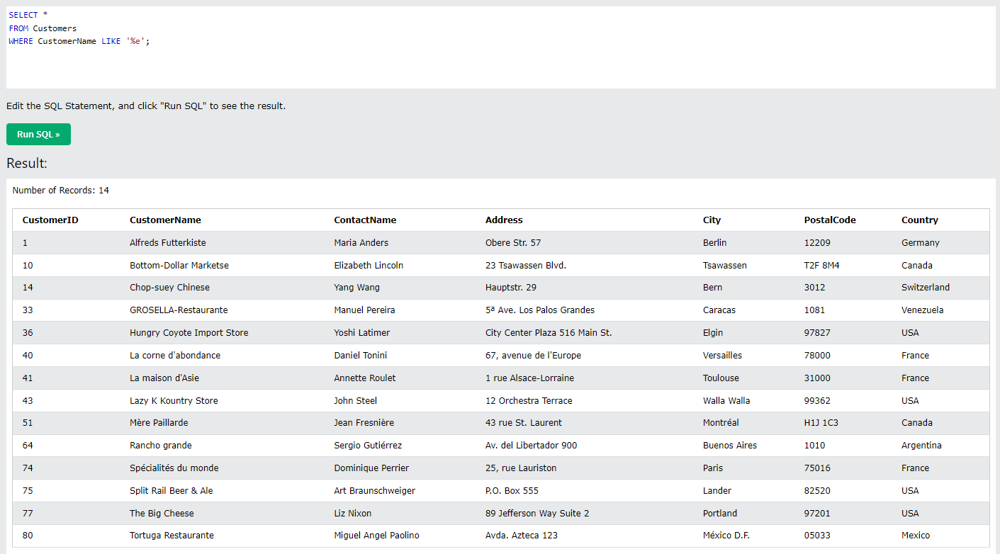 SELECT *
FROM Customers
WHERE CustomerName LIKE '%e';
Edit the SQL Statement, and click "Run SQL" to see the result.
Run SQL »
Result:
Number of Records: 14
CustomerID CustomerName ContactName Address City PostalCode Country
1 Alfreds Futterkiste Maria Anders Obere Str. 57 Berlin 12209 Germany
10 Bottom-Dollar Marketse Elizabeth Lincoln 23 Tsawassen Blvd. Tsawassen T2F 8M4 Canada
14 Chop-suey Chinese Yang Wang Hauptstr. 29 Bern 3012 Switzerland
33 GROSELLA-Restaurante Manuel Pereira 5ª Ave. Los Palos Grandes Caracas 1081 Venezuela
36 Hungry Coyote Import Store Yoshi Latimer City Center Plaza 516 Main St. Elgin 97827 USA
40 La corne d'abondance Daniel Tonini 67, avenue de l'Europe Versailles 78000 France
41 La maison d'Asie Annette Roulet 1 rue Alsace-Lorraine Toulouse 31000 France
43 Lazy K Kountry Store John Steel 12 Orchestra Terrace Walla Walla 99362 USA
51 Mère Paillarde Jean Fresnière 43 rue St. Laurent Montréal H1J 1C3 Canada
64 Rancho grande Sergio Gutiérrez Av. del Libertador 900 Buenos Aires 1010 Argentina
74 Spécialités du monde Dominique Perrier 25, rue Lauriston Paris 75016 France
75 Split Rail Beer & Ale Art Braunschweiger P.O. Box 555 Lander 82520 USA
77 The Big Cheese Liz Nixon 89 Jefferson Way Suite 2 Portland 97201 USA
80 Tortuga Restaurante Miguel Angel Paolino Avda. Azteca 123 México D.F. 05033 Mexico